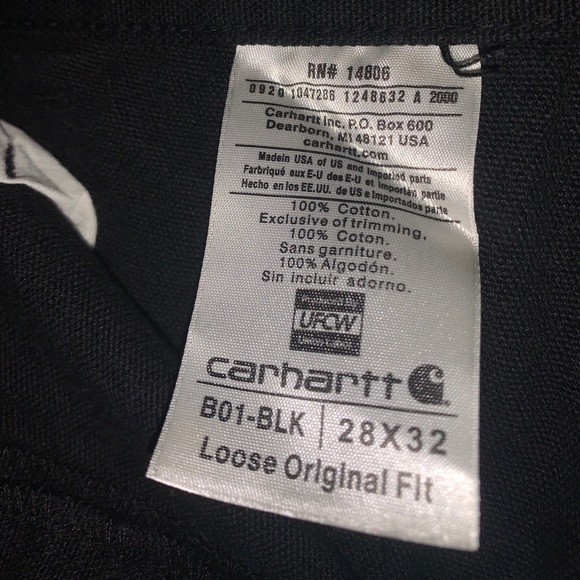 RN# 14806
0920 1047286 1248632 A 2000
Carhartt Inc. P.O. Box 600
Dearborn, MI 48121 USA
carhartt.com
Madein USA of US and Imported parts
Fabriqué aux E-U des E-U et Importén partie
Hecho en los EE.UU. de US e Importados parte
100% Cotton.
Exclusive of trimming,
100% Coton.
Sans garniture.
100% Algodón.
Sin incluir adorno.
UFCW
carhartt
B01-BLK | 28X32
Loose Original Fit